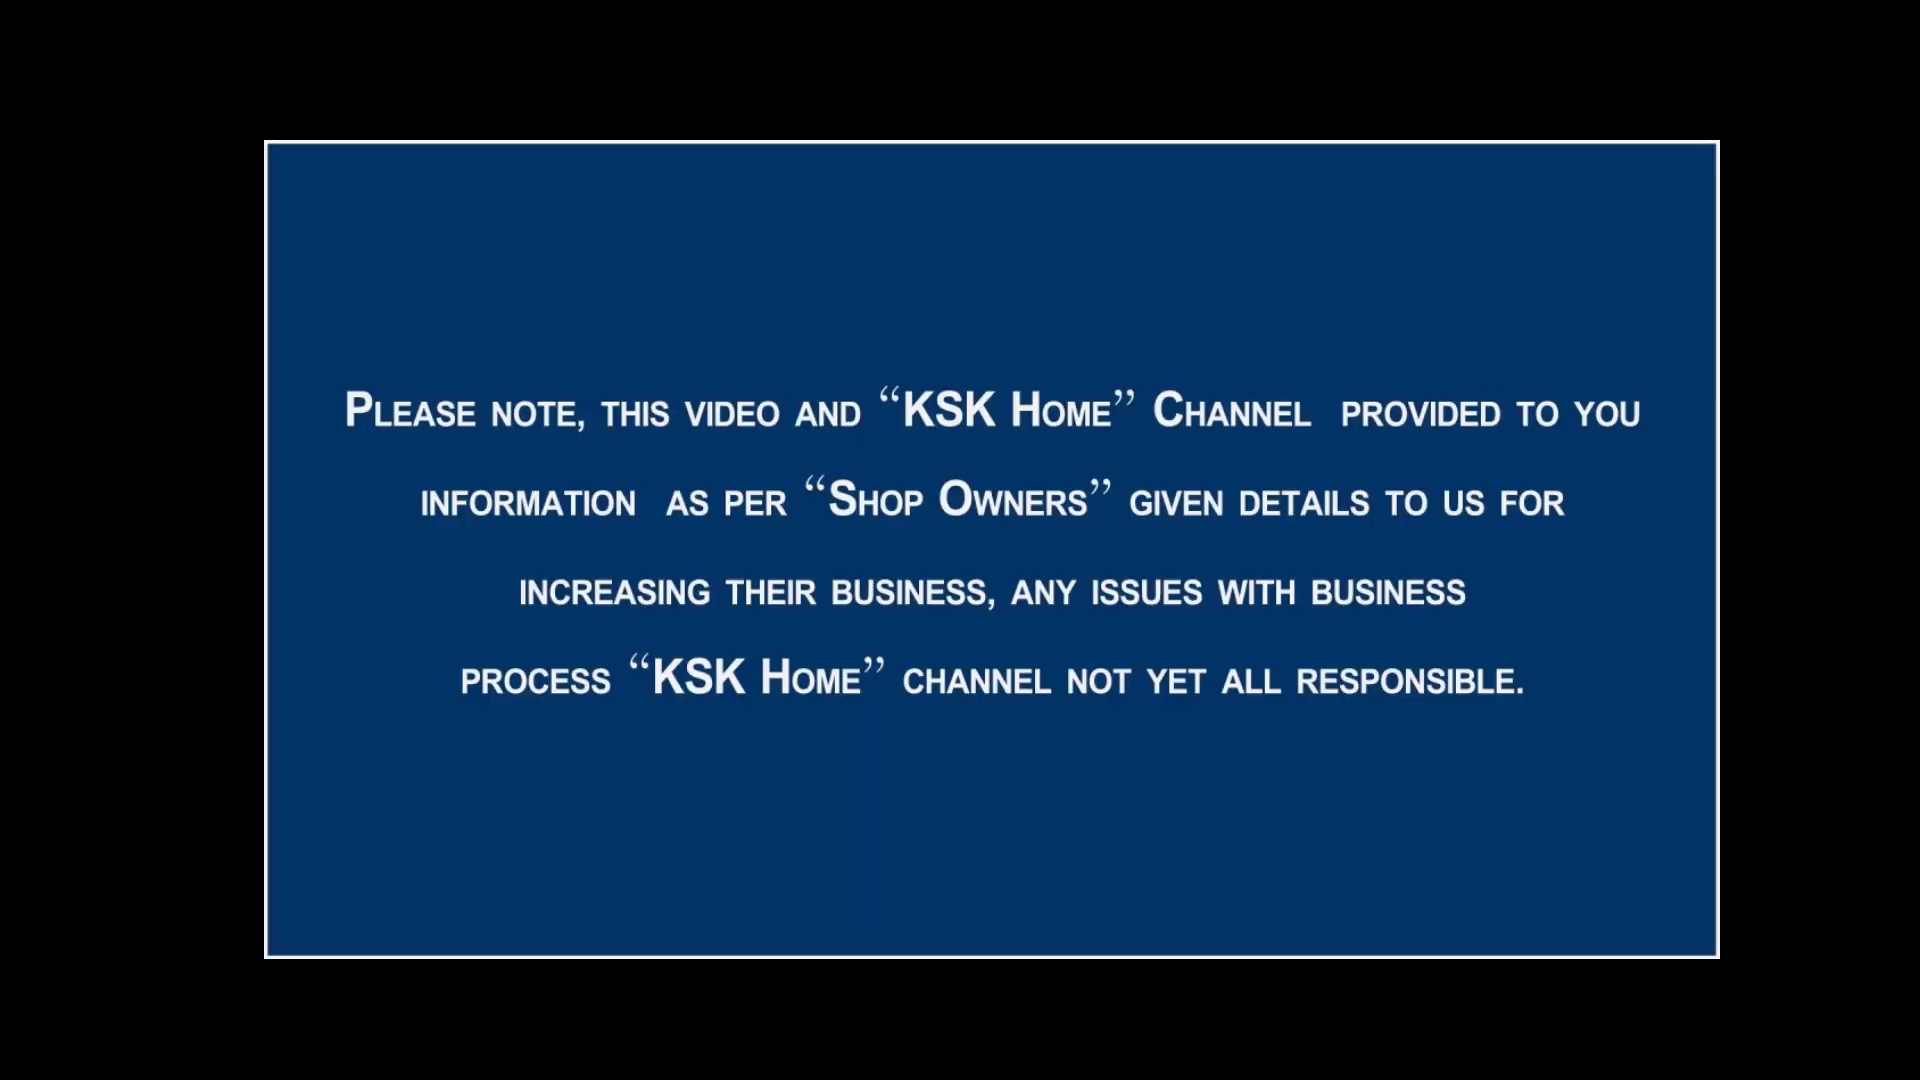 Please note, this video and “KSK Home” Channel provided to you
information as per “Shop Owners” given details to us for
increasing their business, any issues with business
process “KSK Home” channel not yet all responsible.